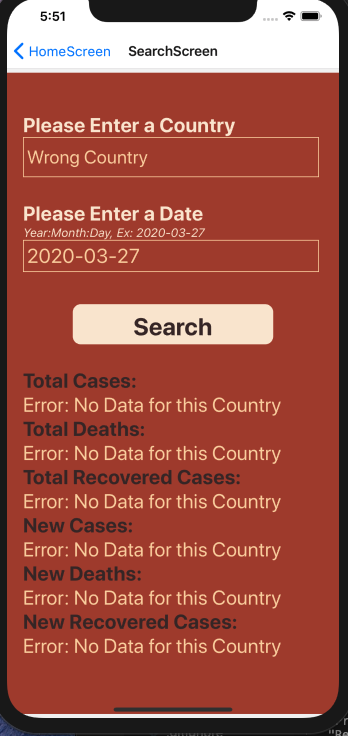 5:51
HomeScreen SearchScreen
Please Enter a Country
Wrong Country
Please Enter a Date
Year:Month:Day, Ex: 2020-03-27
2020-03-27
Search
Total Cases:
Error: No Data for this Country
Total Deaths:
Error: No Data for this Country
Total Recovered Cases:
Error: No Data for this Country
New Cases:
Error: No Data for this Country
New Deaths:
Error: No Data for this Country
New Recovered Cases:
Error: No Data for this Country